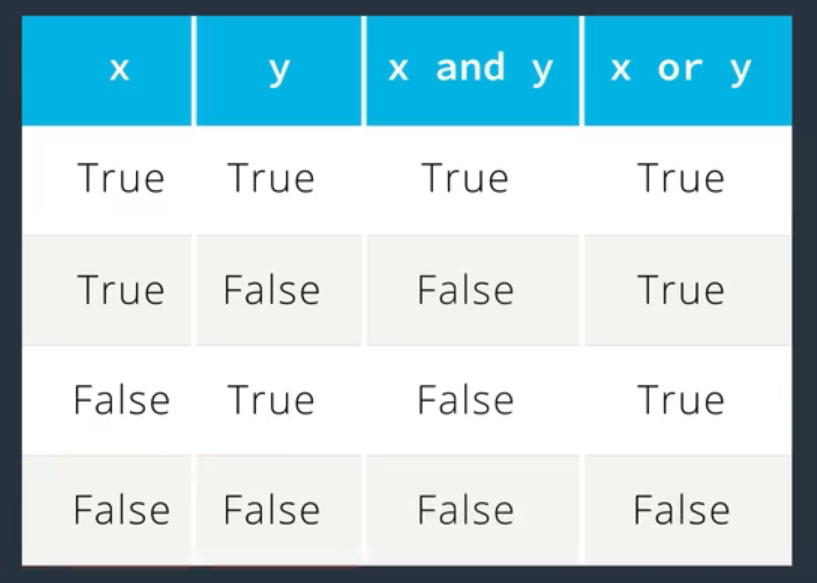 x y x and y x or y
True True True True
True False False True
False True False True
False False False False